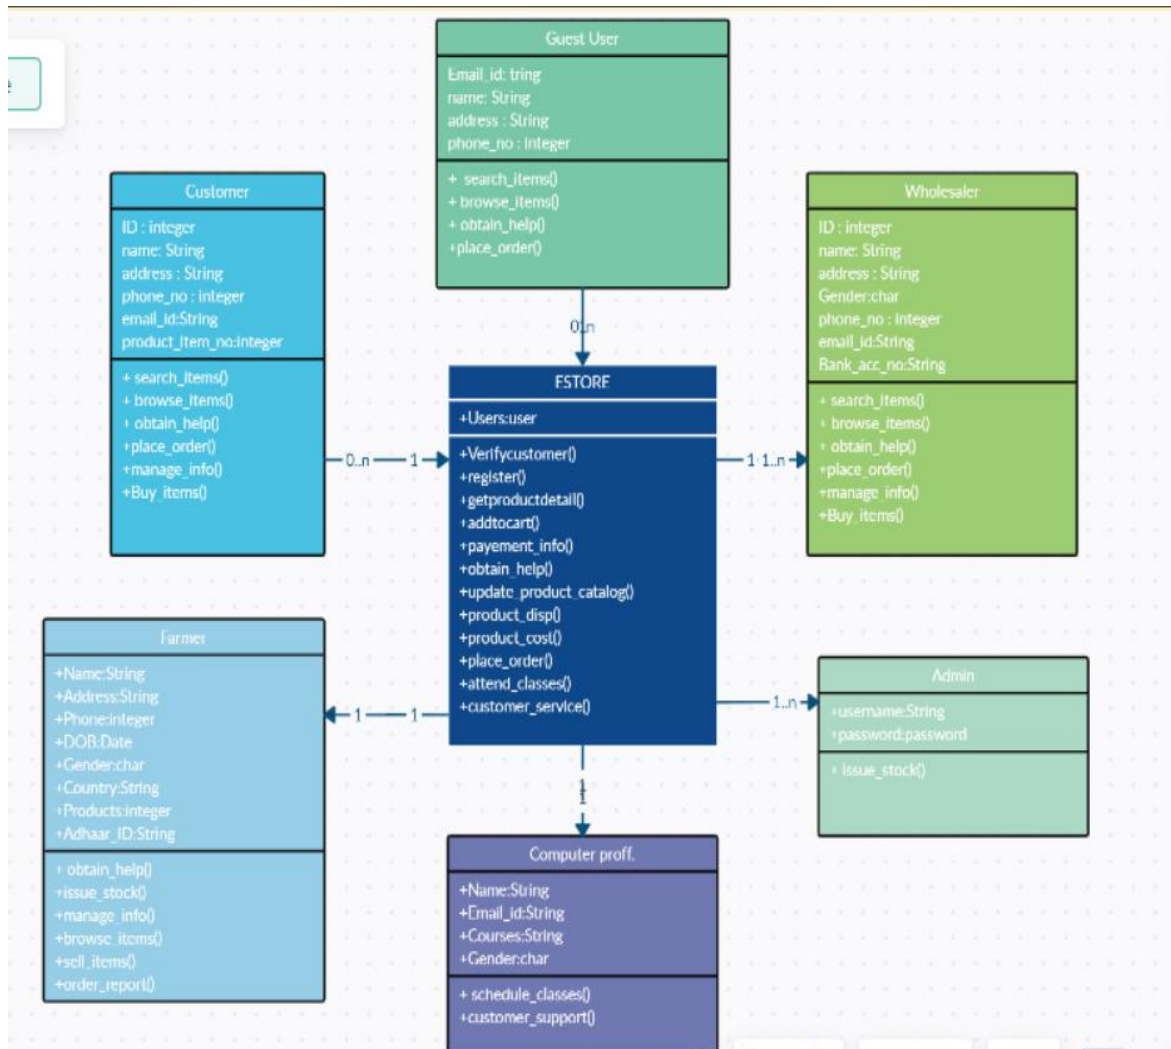 Guest User
Email_id: tring
name: String
address : String
phone_no : integer
+ search_items()
+ browse_items()
+ obtain_help()
+place_order()
Customer
ID : integer
name: String
address : String
phone_no : integer
email_id:String
product_item_no:integer
+ search_items()
+ browse_items()
+ obtain_help()
+place_order()
+manage_info()
+Buy_items()
Wholesaler
ID : integer
name: String
address : String
Gender:char
phone_no : integer
email_id:String
Bank_acc_no:String
+ search_items()
+ browse_items()
+ obtain_help()
+place_order()
+manage_info()
+Buy_items()
ESTORE
+Users:user
+Verifycustomer()
+register()
+getproductdetail()
+addtocart()
+payement_info()
+obtain_help()
+update_product_catalog()
+product_disp()
+product_cost()
+place_order()
+attend_classes()
+customer_service()
0..n 1
1 1..n
Farmer
+Name:String
+Address:String
+Phone:integer
+DOB:Date
+Gender:char
+Country:String
+Products:integer
+Adhaar_ID:String
+ obtain_help()
+issue_stock()
+manage_info()
+browse_items()
+sell_items()
+order_report()
1 1
1..n
Admin
+username:String
+password:password
+ issue_stock()
Computer proff.
+Name:String
+Email_id:String
+Courses:String
+Gender:char
+ schedule_classes()
+customer_support()